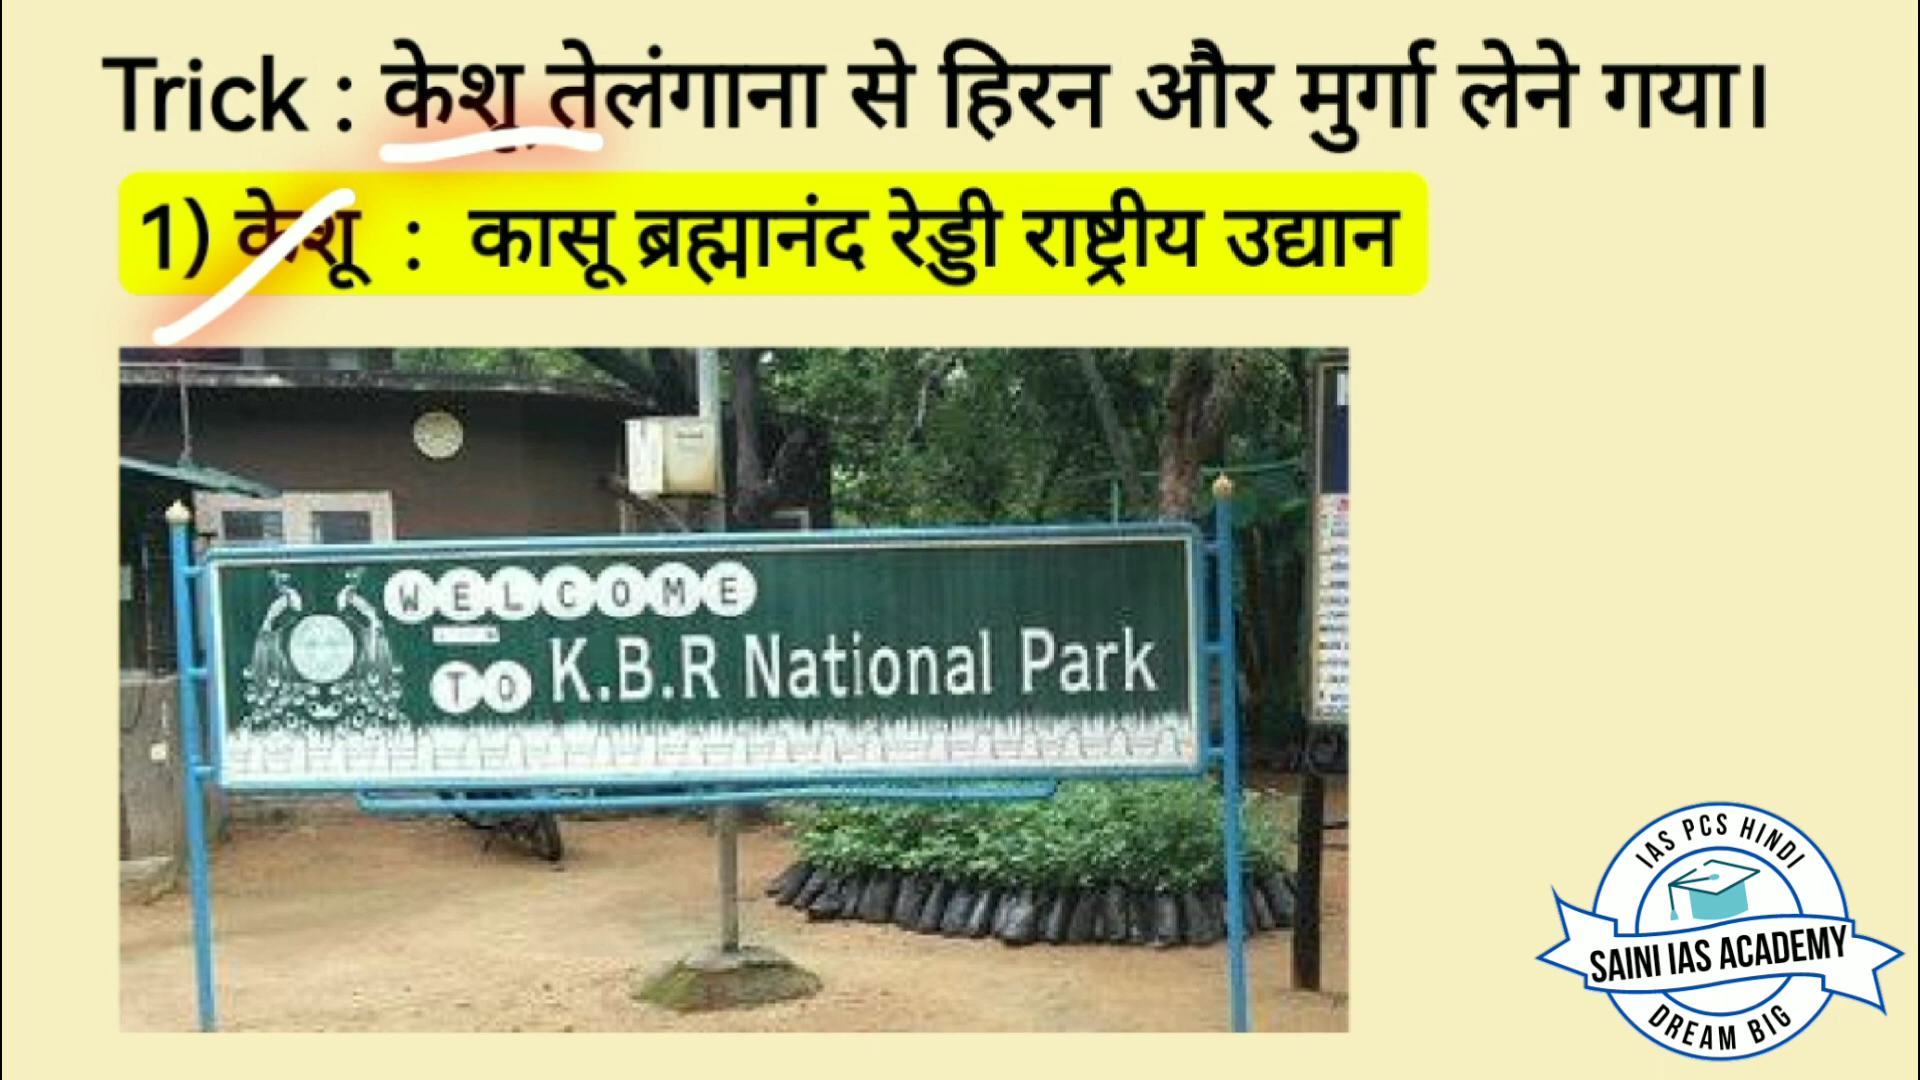 Trick : केशू तेलंगाना से हिरन और मुर्गा लेने गया।
1) केशू : कासू ब्रह्मानंद रेड्डी राष्ट्रीय उद्यान
WELCOME
TO K.B.R National Park
IAS PCS HINDI
SAINI IAS ACADEMY
DREAM BIG